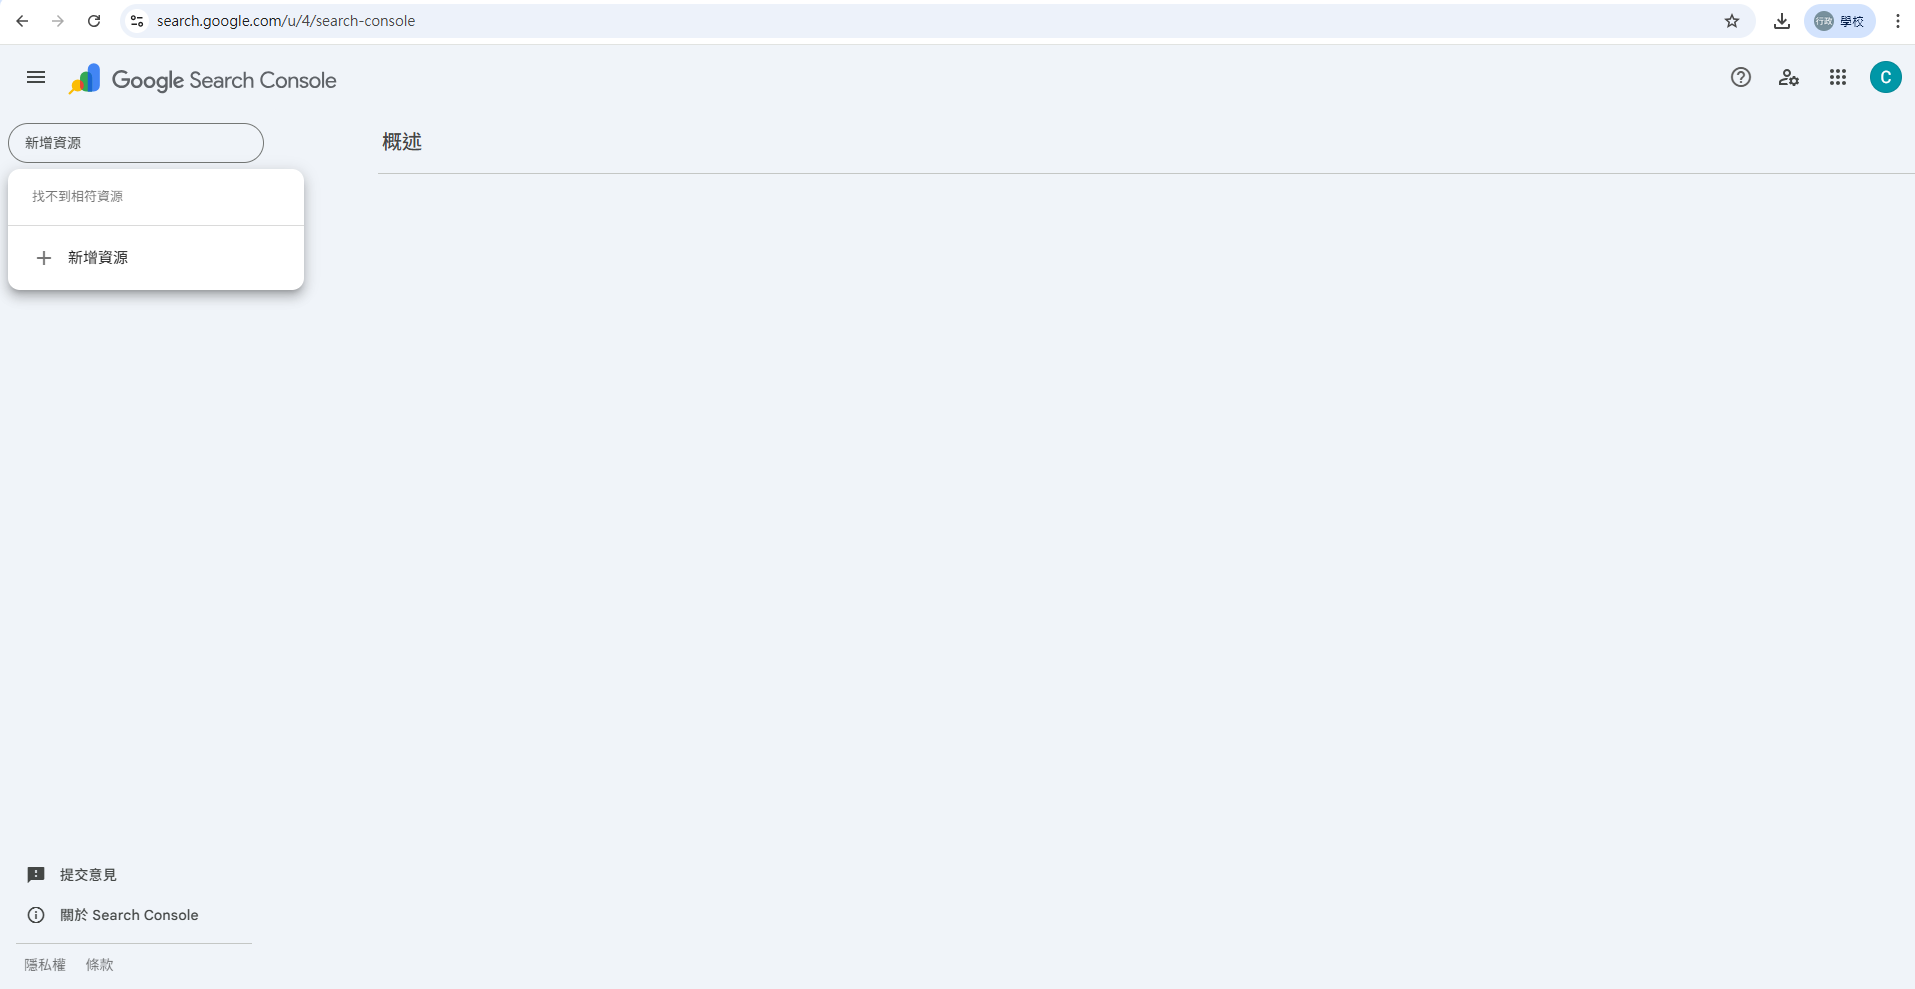 search.google.com/u/4/search-console
行政 學校
Google Search Console
C
新增資源
概述
找不到相符資源
新增資源
提交意見
關於 Search Console
隱私權 條款